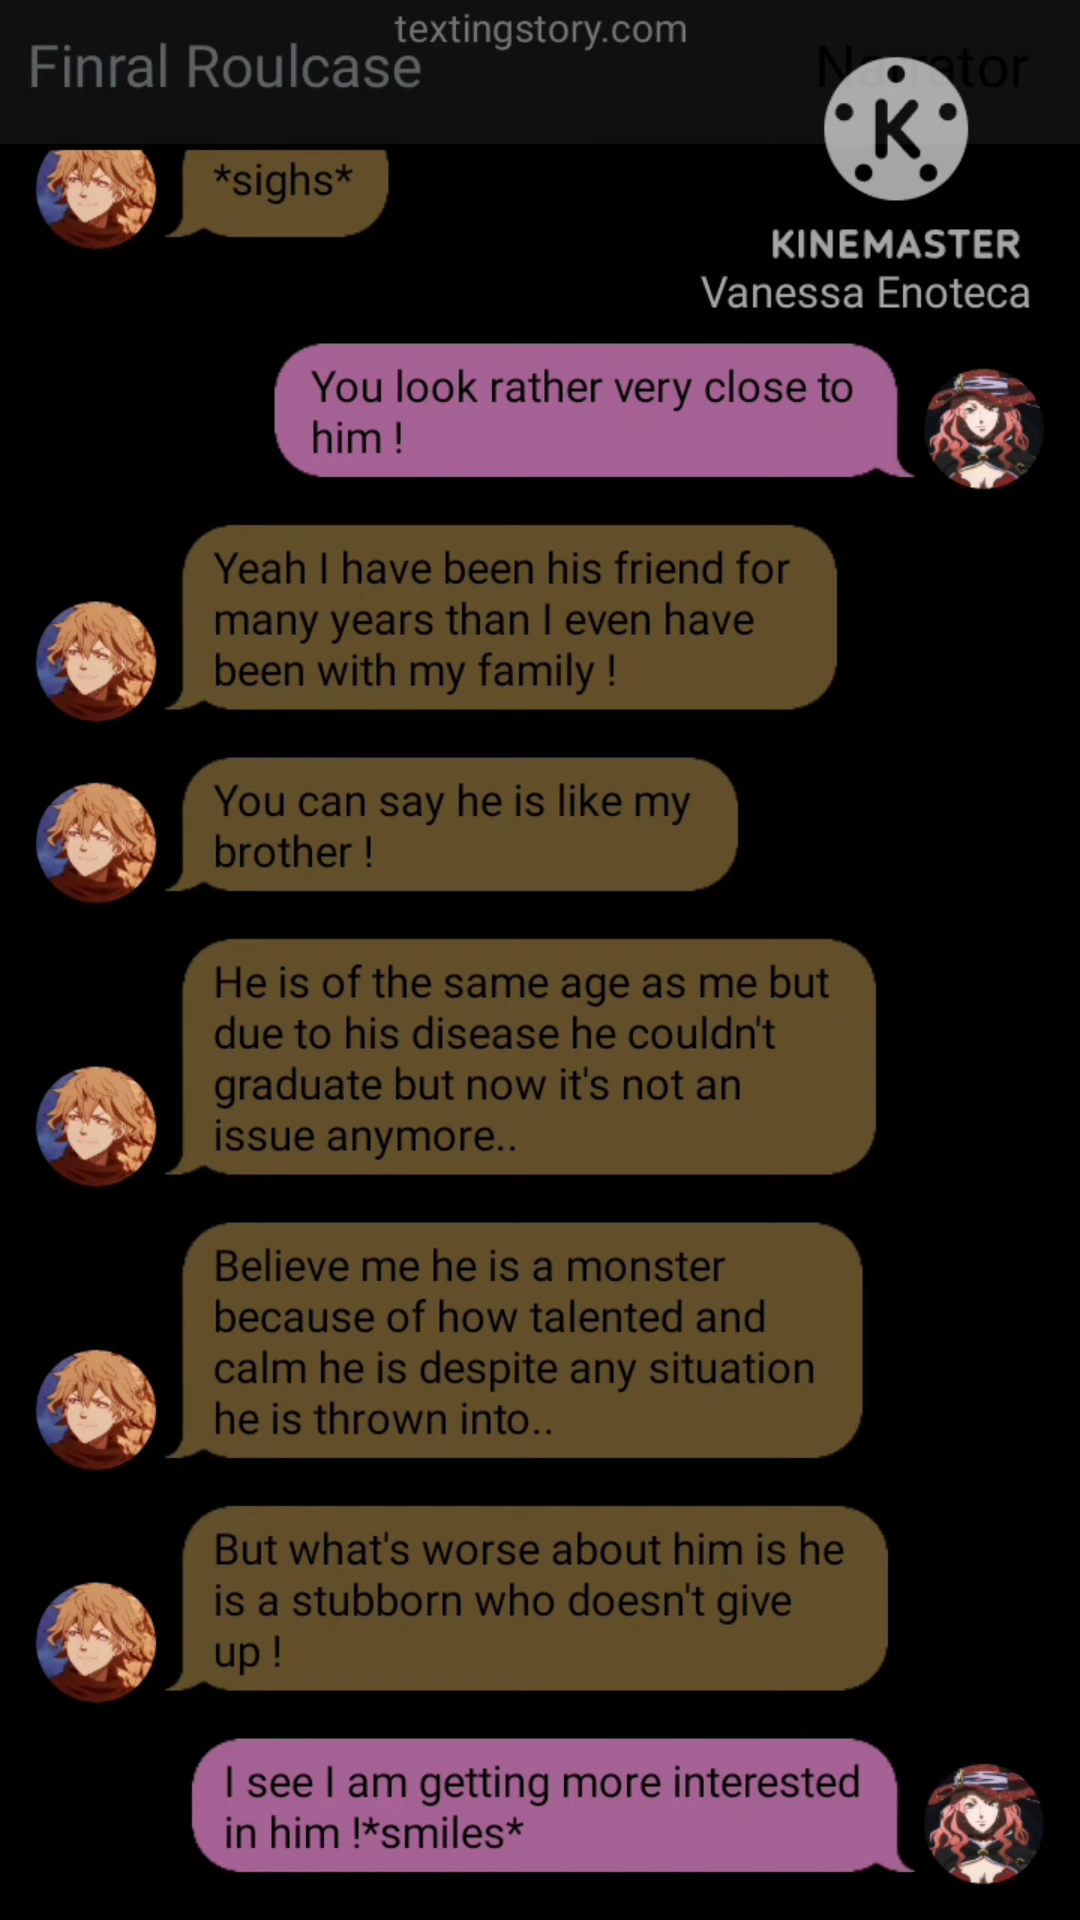 textingstory.com
Finral Roulcase
Narrator
K
KINEMASTER
*sighs*
Vanessa Enoteca
You look rather very close to
him !
Yeah I have been his friend for
many years than I even have
been with my family !
You can say he is like my
brother !
He is of the same age as me but
due to his disease he couldn't
graduate but now it's not an
issue anymore..
Believe me he is a monster
because of how talented and
calm he is despite any situation
he is thrown into..
But what's worse about him is he
is a stubborn who doesn't give
up !
I see I am getting more interested
in him !*smiles*